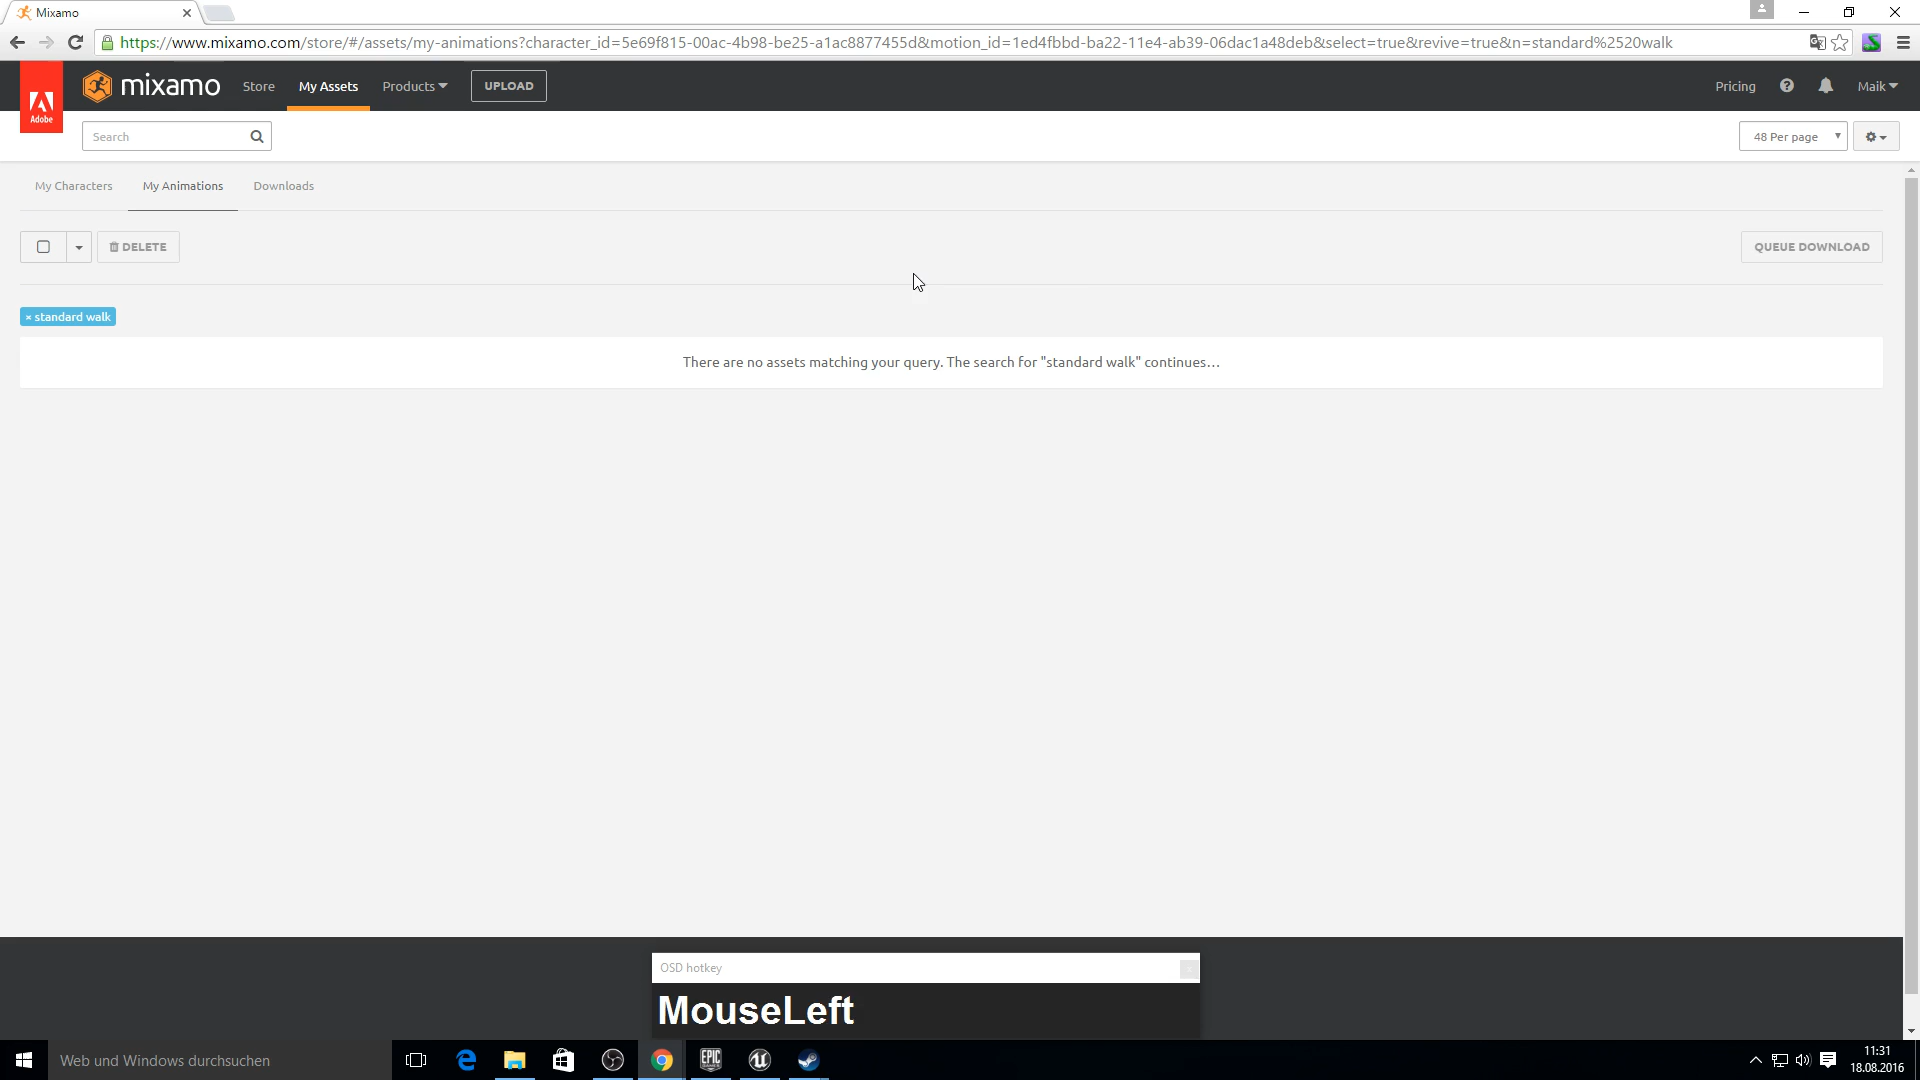 Mixamo
https://www.mixamo.com/store/#/assets/my-animations?character_id=5e69f815-00ac-4b98-be25-a1ac8877455d&motion_id=1ed4fbbd-ba22-11e4-ab39-06dac1a48deb&select=true&revive=true&n=standard%2520walk
Adobe
mixamo Store My Assets Products UPLOAD Pricing Maik
Search 48 Per page
My Characters My Animations Downloads
DELETE QUEUE DOWNLOAD
× standard walk
There are no assets matching your query. The search for "standard walk" continues…
OSD hotkey
MouseLeft
Web und Windows durchsuchen
EPIC GAMES
11:31
18.08.2016